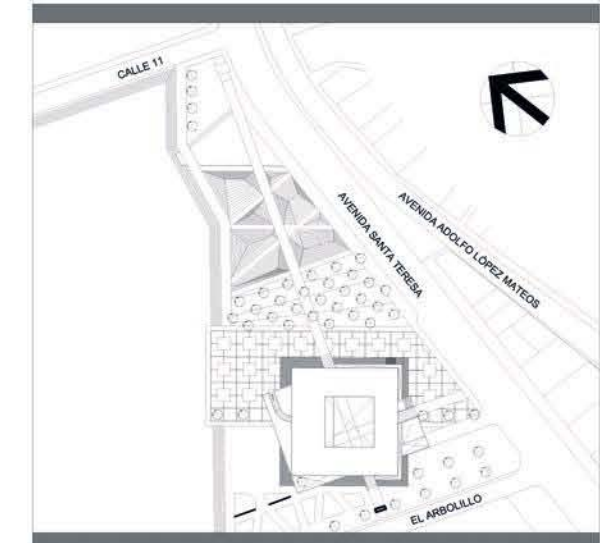 CALLE 11
AVENIDA SANTA TERESA
AVENIDA ADOLFO LÓPEZ MATEOS
EL ARBOLILLO